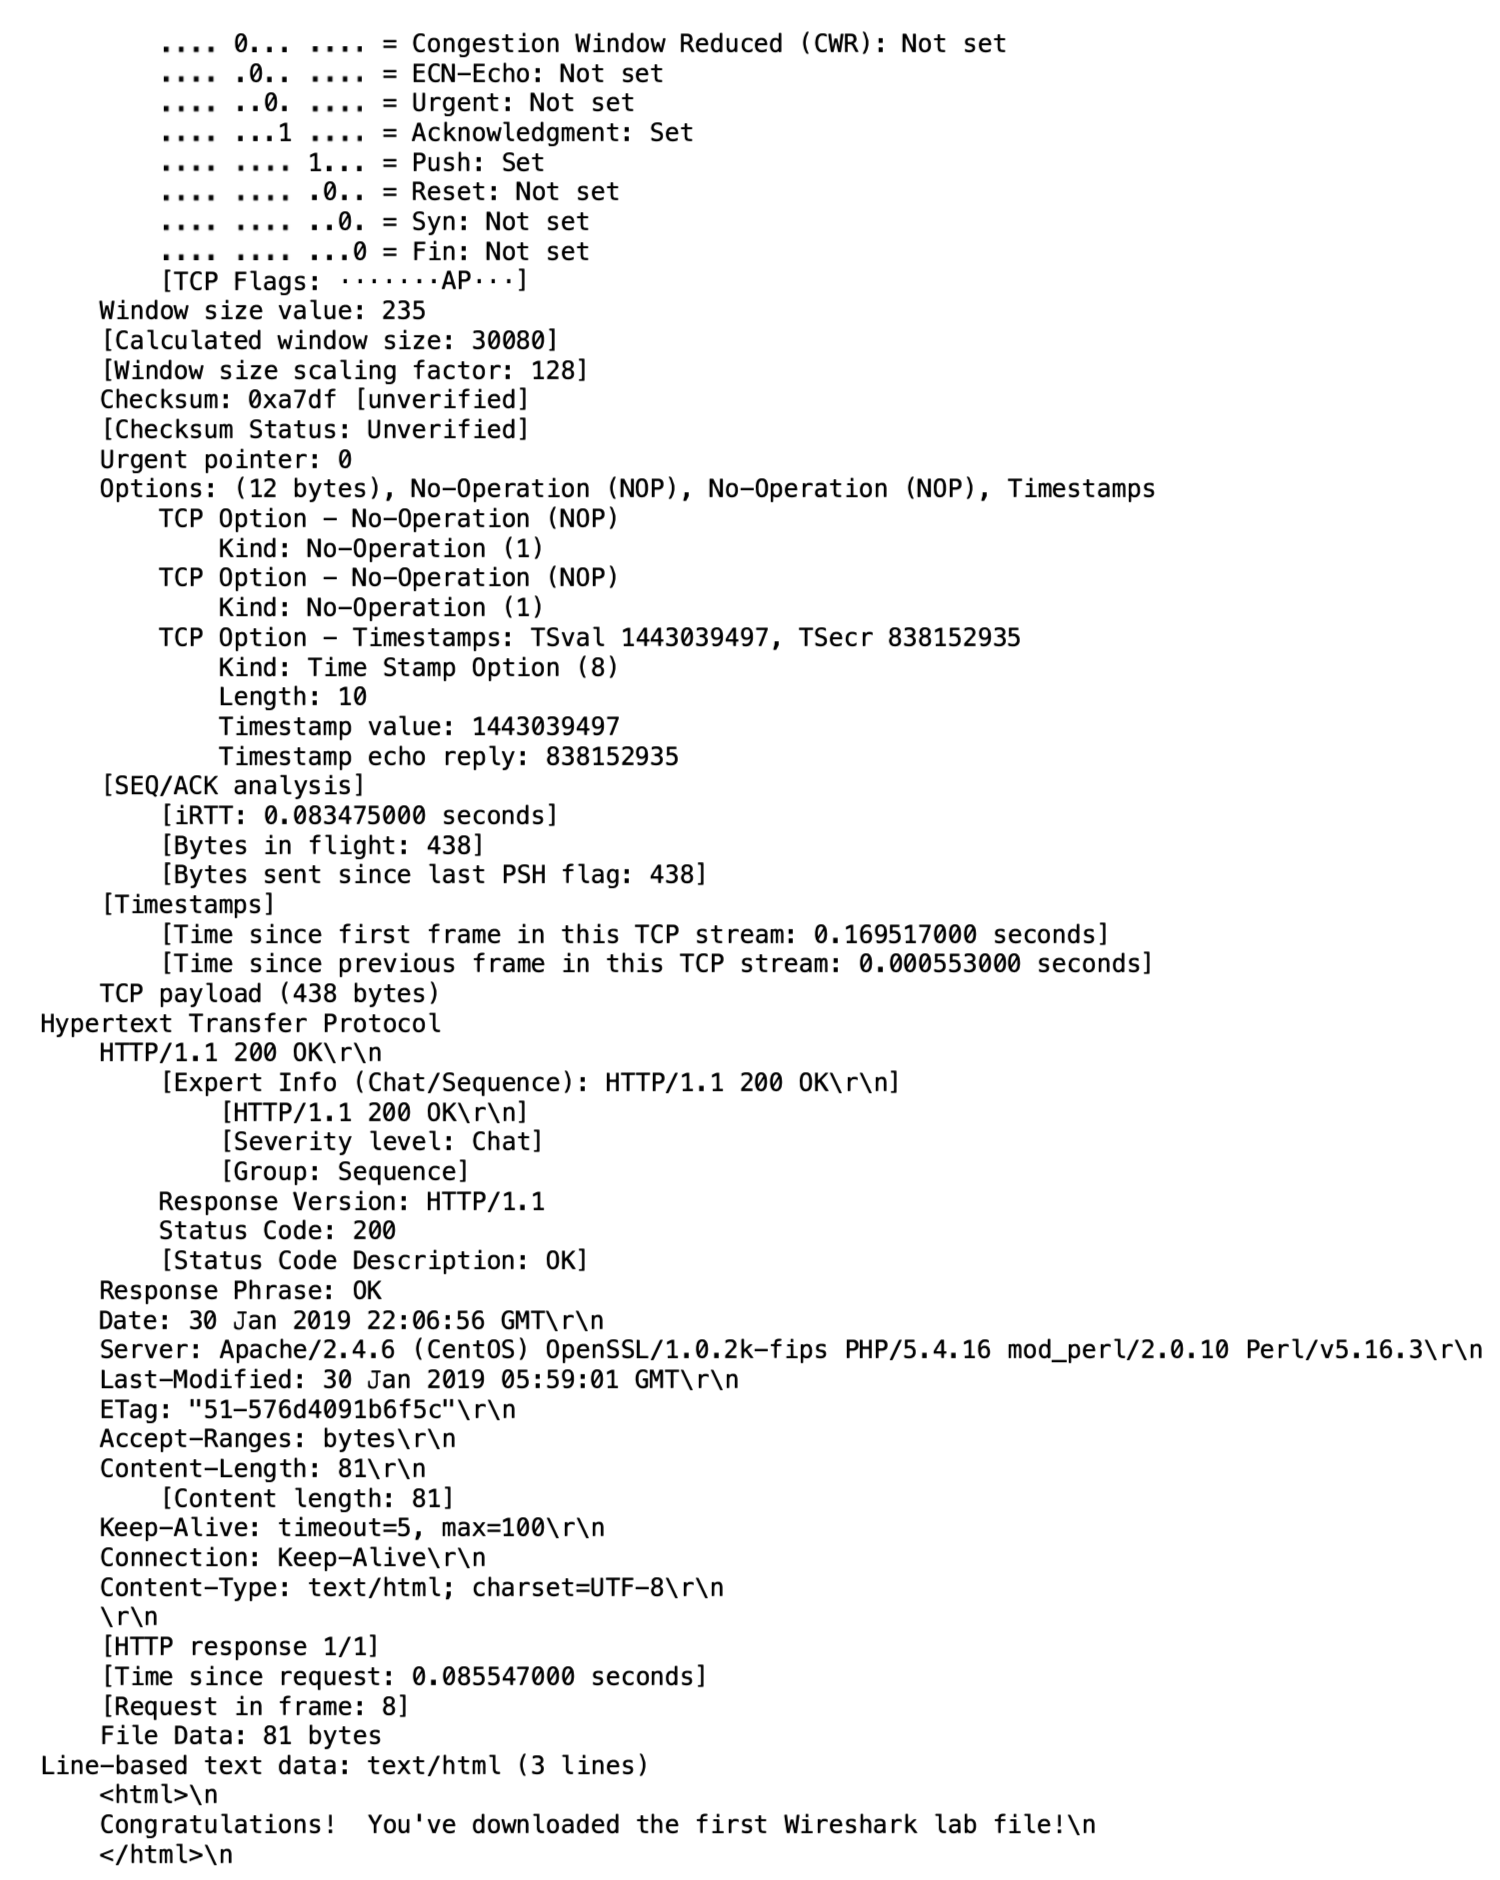 .... 0... .... = Congestion Window Reduced (CWR): Not set
.... .0.. .... = ECN-Echo: Not set
.... ..0. .... = Urgent: Not set
.... ...1 .... = Acknowledgment: Set
.... .... 1... = Push: Set
.... .... .0.. = Reset: Not set
.... .... ..0. = Syn: Not set
.... .... ...0 = Fin: Not set
[TCP Flags: ·······AP···]
Window size value: 235
[Calculated window size: 30080]
[Window size scaling factor: 128]
Checksum: 0xa7df [unverified]
[Checksum Status: Unverified]
Urgent pointer: 0
Options: (12 bytes), No-Operation (NOP), No-Operation (NOP), Timestamps
TCP Option - No-Operation (NOP)
Kind: No-Operation (1)
TCP Option - No-Operation (NOP)
Kind: No-Operation (1)
TCP Option - Timestamps: TSval 1443039497, TSecr 838152935
Kind: Time Stamp Option (8)
Length: 10
Timestamp value: 1443039497
Timestamp echo reply: 838152935
[SEQ/ACK analysis]
[iRTT: 0.083475000 seconds]
[Bytes in flight: 438]
[Bytes sent since last PSH flag: 438]
[Timestamps]
[Time since first frame in this TCP stream: 0.169517000 seconds]
[Time since previous frame in this TCP stream: 0.000553000 seconds]
TCP payload (438 bytes)
Hypertext Transfer Protocol
HTTP/1.1 200 OK\r\n
[Expert Info (Chat/Sequence): HTTP/1.1 200 OK\r\n]
[HTTP/1.1 200 OK\r\n]
[Severity level: Chat]
[Group: Sequence]
Response Version: HTTP/1.1
Status Code: 200
[Status Code Description: OK]
Response Phrase: OK
Date: 30 Jan 2019 22:06:56 GMT\r\n
Server: Apache/2.4.6 (CentOS) OpenSSL/1.0.2k-fips PHP/5.4.16 mod_perl/2.0.10 Perl/v5.16.3\r\n
Last-Modified: 30 Jan 2019 05:59:01 GMT\r\n
ETag: "51-576d4091b6f5c"\r\n
Accept-Ranges: bytes\r\n
Content-Length: 81\r\n
[Content length: 81]
Keep-Alive: timeout=5, max=100\r\n
Connection: Keep-Alive\r\n
Content-Type: text/html; charset=UTF-8\r\n
\r\n
[HTTP response 1/1]
[Time since request: 0.085547000 seconds]
[Request in frame: 8]
File Data: 81 bytes
Line-based text data: text/html (3 lines)
<html>\n
Congratulations!  You've downloaded the first Wireshark lab file!\n
</html>\n